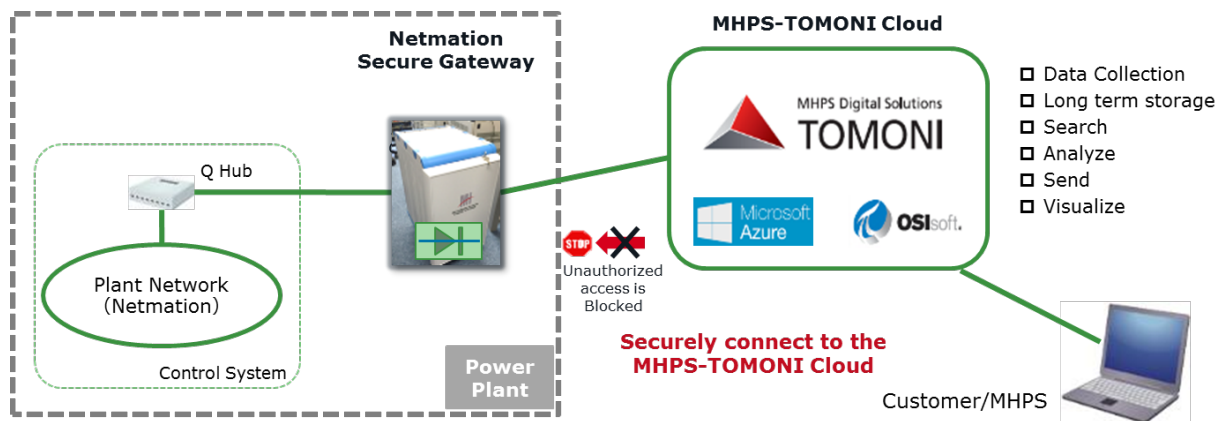 Netmation
Secure Gateway
MHPS-TOMONI Cloud
Data Collection
Long term storage
Search
Analyze
Send
Visualize
MHPS Digital Solutions
TOMONI
Microsoft
Azure
OSIsoft.
Q Hub
Plant Network
(Netmation)
Control System
STOP
Unauthorized
access is
Blocked
Power
Plant
Securely connect to the
MHPS-TOMONI Cloud
Customer/MHPS